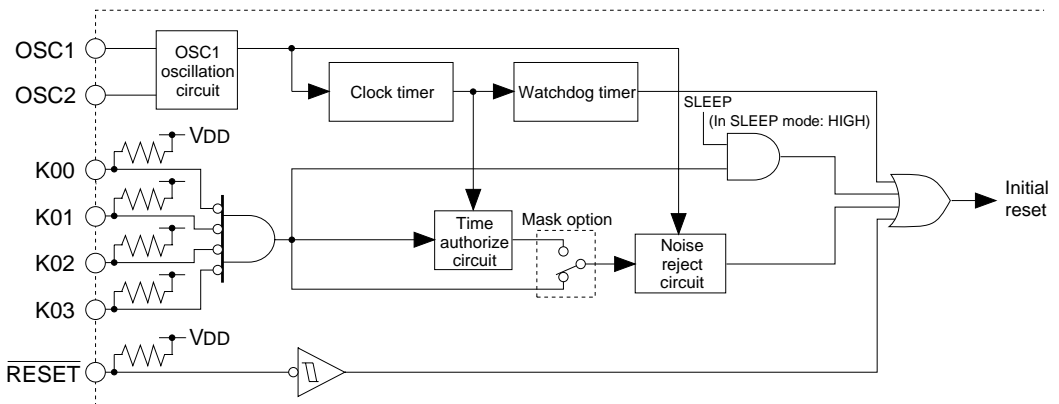 OSC1
OSC2
OSC1
oscillation
circuit
Clock timer
Watchdog timer
SLEEP
(In SLEEP mode: HIGH)
VDD
K00
K01
K02
K03
Time
authorize
circuit
Mask option
Noise
reject
circuit
Initial
reset
VDD
RESET